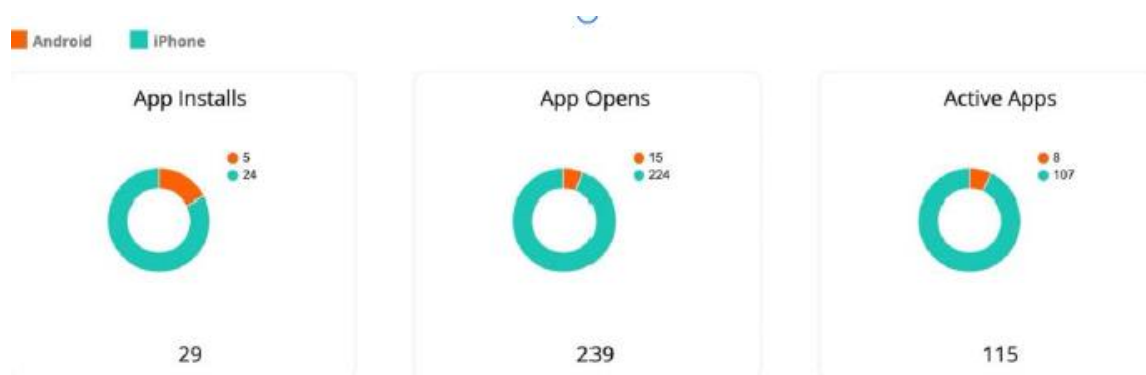 Android iPhone
App Installs
5
24
29
App Opens
15
224
239
Active Apps
8
107
115